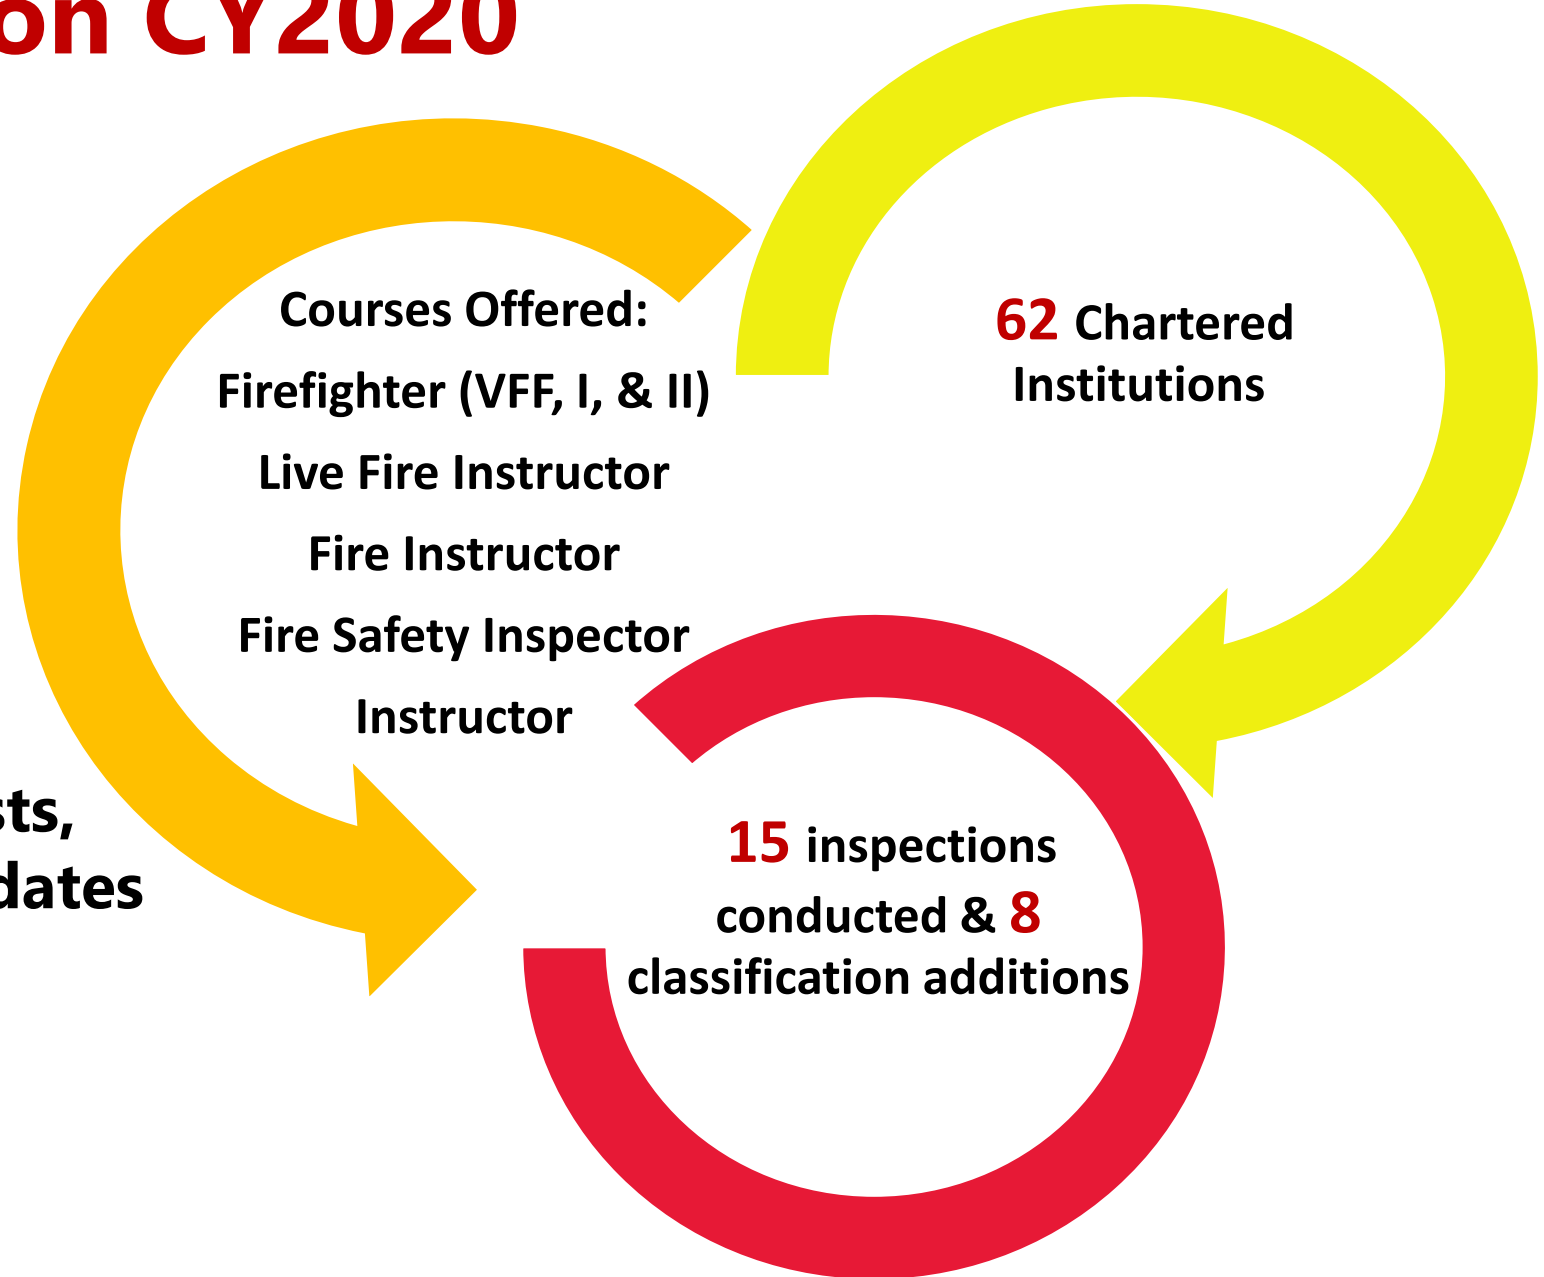 on CY2020
Courses Offered:
Firefighter (VFF, I, & II)
Live Fire Instructor
Fire Instructor
Fire Safety Inspector
Instructor
62 Chartered
Institutions
sts,
dates
15 inspections
conducted & 8
classification additions